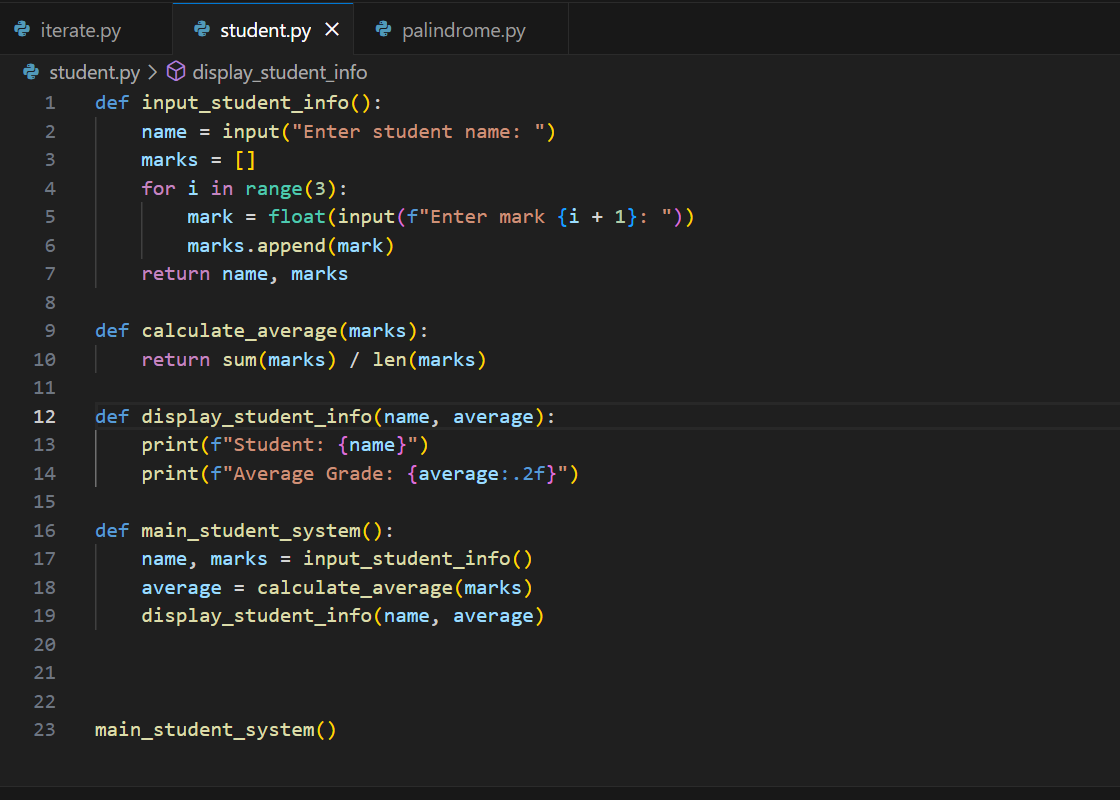 iterate.py student.py × palindrome.py
student.py > display_student_info
1 def input_student_info():
2     name = input("Enter student name: ")
3     marks = []
4     for i in range(3):
5         mark = float(input(f"Enter mark {i + 1}: "))
6         marks.append(mark)
7     return name, marks
8
9 def calculate_average(marks):
10     return sum(marks) / len(marks)
11
12 def display_student_info(name, average):
13     print(f"Student: {name}")
14     print(f"Average Grade: {average:.2f}")
15
16 def main_student_system():
17     name, marks = input_student_info()
18     average = calculate_average(marks)
19     display_student_info(name, average)
20
21
22
23 main_student_system()